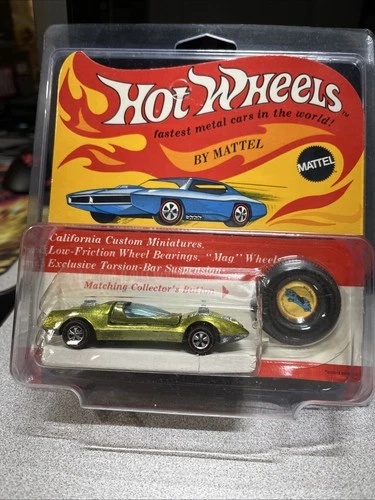 HOT WHEELS
fastest metal cars in the world!
BY MATTEL
MATTEL
California Custom Miniatures,
Low-Friction Wheel Bearings, "Mag" Wheels
Exclusive Torsion-Bar Suspension
Matching Collector's Button